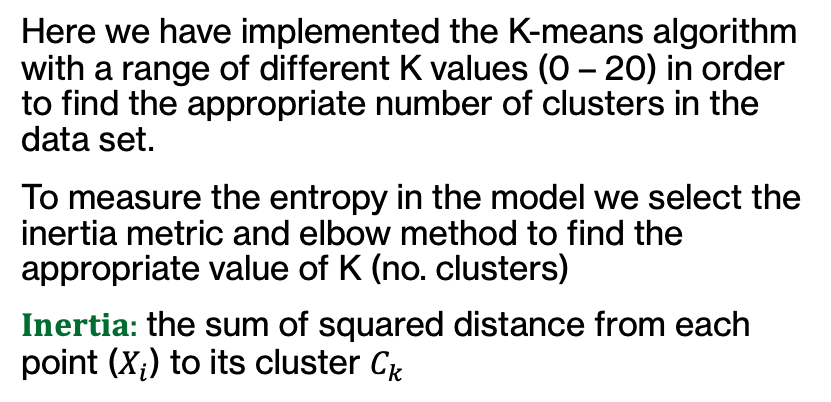 Here we have implemented the K-means algorithm
with a range of different K values (0 – 20) in order
to find the appropriate number of clusters in the
data set.
To measure the entropy in the model we select the
inertia metric and elbow method to find the
appropriate value of K (no. clusters)
Inertia: the sum of squared distance from each
point (Xᵢ) to its cluster Cₖ